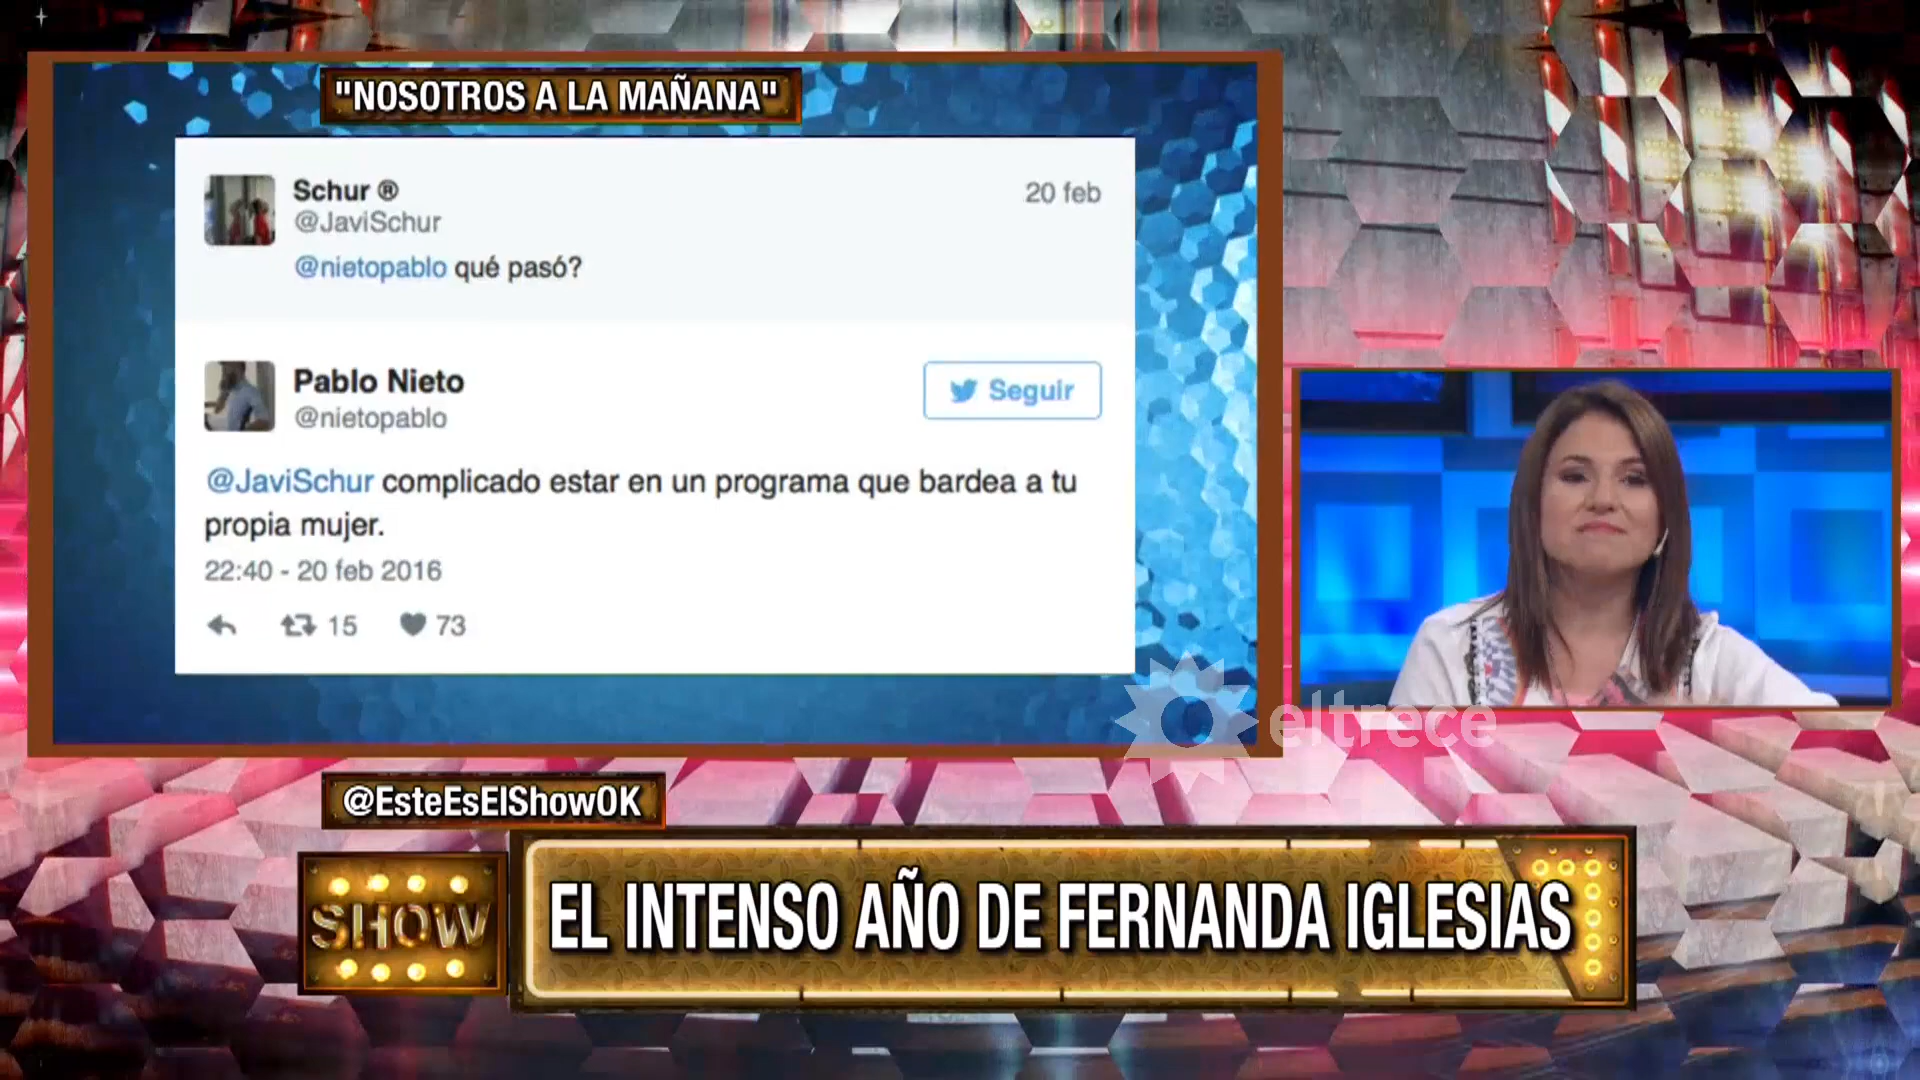 "NOSOTROS A LA MAÑANA"
Schur ®
20 feb
@JaviSchur
@nietopablo qué pasó?
Pablo Nieto
@nietopablo
Seguir
@JaviSchur complicado estar en un programa que bardea a tu
propia mujer.
22:40 - 20 feb 2016
15
73
eltrece
@EsteEsElShowOK
SHOW
EL INTENSO AÑO DE FERNANDA IGLESIAS